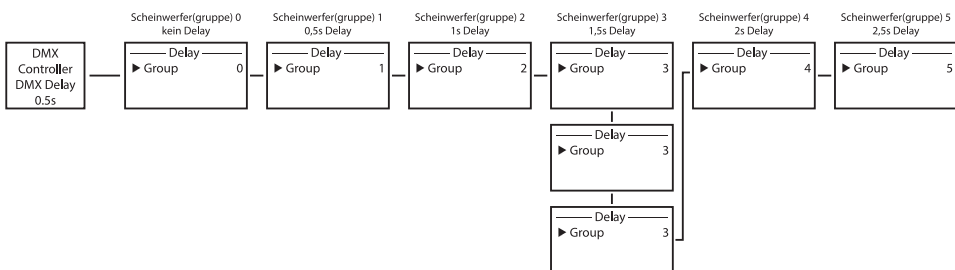 Scheinwerfer(gruppe) 0
kein Delay
Scheinwerfer(gruppe) 1
0,5s Delay
Scheinwerfer(gruppe) 2
1s Delay
Scheinwerfer(gruppe) 3
1,5s Delay
Scheinwerfer(gruppe) 4
2s Delay
Scheinwerfer(gruppe) 5
2,5s Delay
DMX
Controller
DMX Delay
0.5s
Delay
▶ Group 0
Delay
▶ Group 1
Delay
▶ Group 2
Delay
▶ Group 3
Delay
▶ Group 4
Delay
▶ Group 5
Delay
▶ Group 3
Delay
▶ Group 3